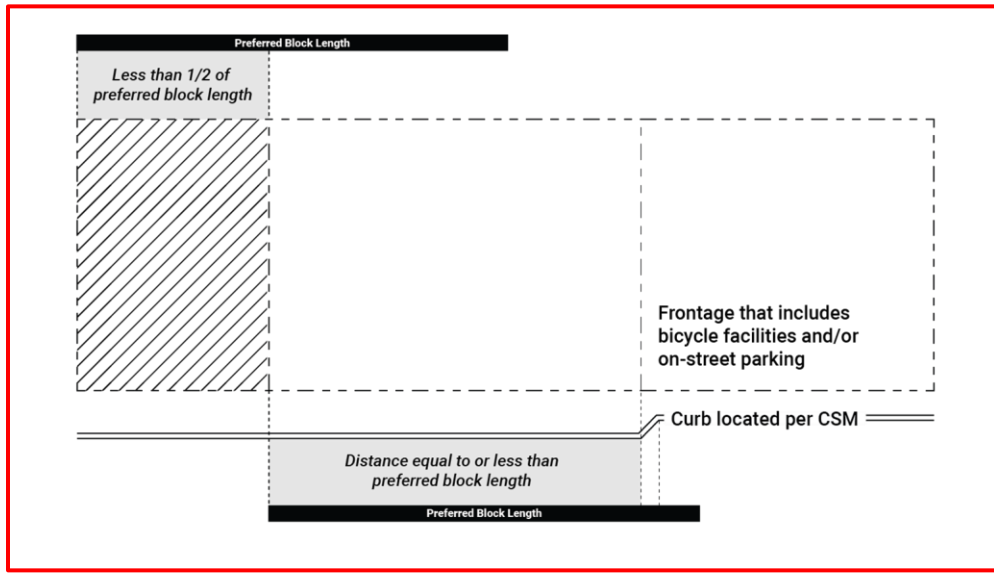 Preferred Block Length
Less than 1/2 of
preferred block length
Frontage that includes
bicycle facilities and/or
on-street parking
Curb located per CSM
Distance equal to or less than
preferred block length
Preferred Block Length